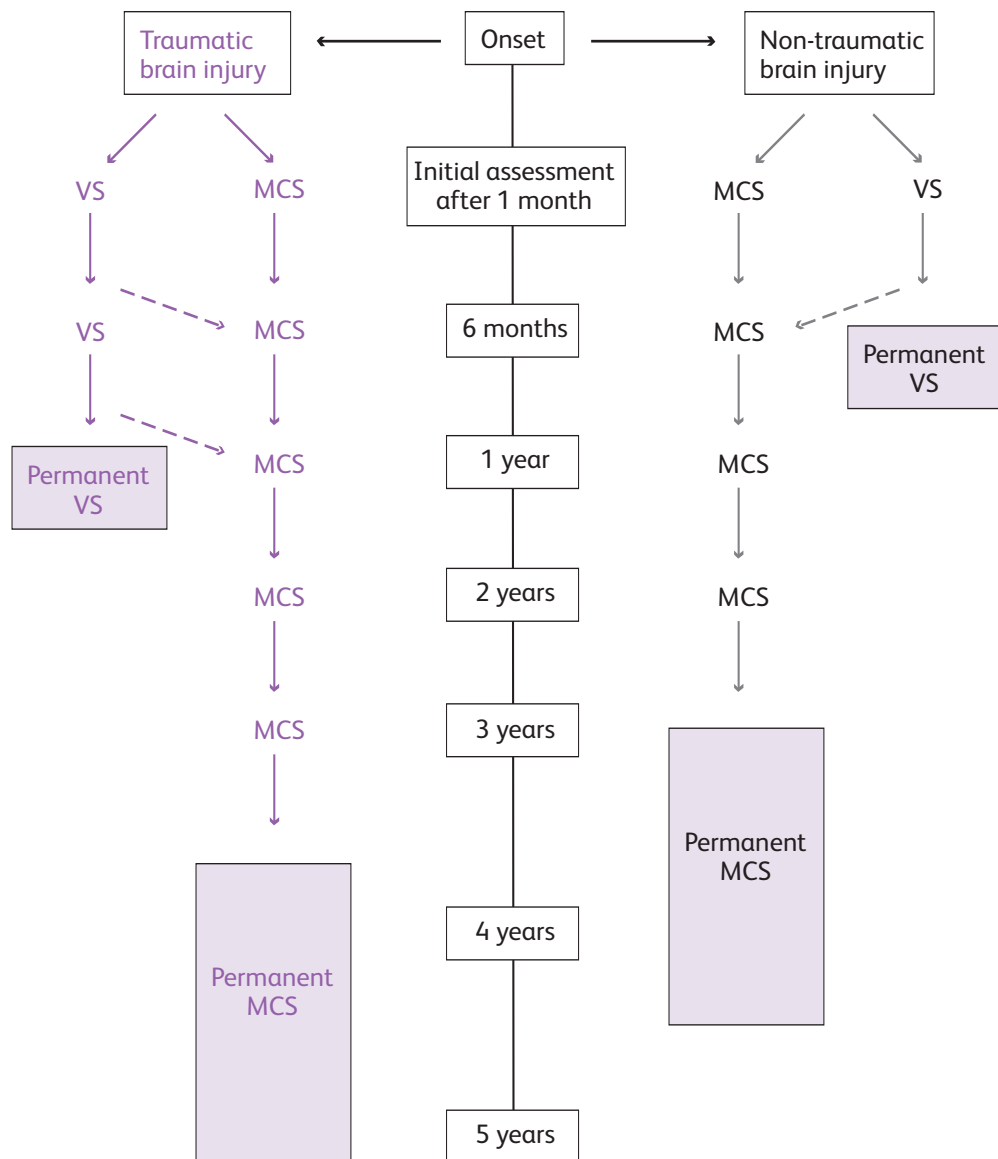 Traumatic
brain injury
Onset
Non-traumatic
brain injury
VS
MCS
Initial assessment
after 1 month
MCS
VS
VS
MCS
6 months
MCS
Permanent
VS
Permanent
VS
MCS
1 year
MCS
MCS
2 years
MCS
MCS
3 years
Permanent
MCS
4 years
Permanent
MCS
5 years